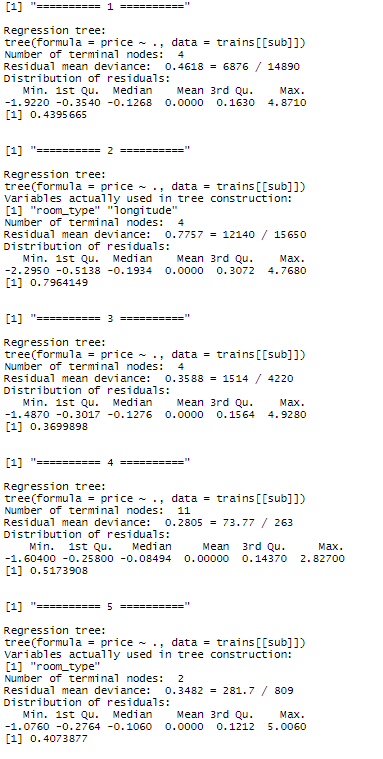 [1] "========== 1 =========="
Regression tree:
tree(formula = price ~ ., data = trains[[sub]])
Number of terminal nodes:  4
Residual mean deviance:  0.4618 = 6876 / 14890
Distribution of residuals:
   Min. 1st Qu.  Median    Mean 3rd Qu.    Max.
-1.9220 -0.3540 -0.1268  0.0000  0.1630  4.8710
[1] 0.4395665
[1] "========== 2 =========="
Regression tree:
tree(formula = price ~ ., data = trains[[sub]])
Variables actually used in tree construction:
[1] "room_type" "longitude"
Number of terminal nodes:  4
Residual mean deviance:  0.7757 = 12140 / 15650
Distribution of residuals:
   Min. 1st Qu.  Median    Mean 3rd Qu.    Max.
-2.2950 -0.5138 -0.1934  0.0000  0.3072  4.7680
[1] 0.7964149
[1] "========== 3 =========="
Regression tree:
tree(formula = price ~ ., data = trains[[sub]])
Number of terminal nodes:  4
Residual mean deviance:  0.3588 = 1514 / 4220
Distribution of residuals:
   Min. 1st Qu.  Median    Mean 3rd Qu.    Max.
-1.4870 -0.3017 -0.1276  0.0000  0.1564  4.9280
[1] 0.3699898
[1] "========== 4 =========="
Regression tree:
tree(formula = price ~ ., data = trains[[sub]])
Number of terminal nodes:  11
Residual mean deviance:  0.2805 = 73.77 / 263
Distribution of residuals:
    Min.  1st Qu.   Median     Mean  3rd Qu.     Max.
-1.60400 -0.25800 -0.08494  0.00000  0.14370  2.82700
[1] 0.5173908
[1] "========== 5 =========="
Regression tree:
tree(formula = price ~ ., data = trains[[sub]])
Variables actually used in tree construction:
[1] "room_type"
Number of terminal nodes:  2
Residual mean deviance:  0.3482 = 281.7 / 809
Distribution of residuals:
   Min. 1st Qu.  Median    Mean 3rd Qu.    Max.
-1.0760 -0.2764 -0.1060  0.0000  0.1212  5.0060
[1] 0.4073877